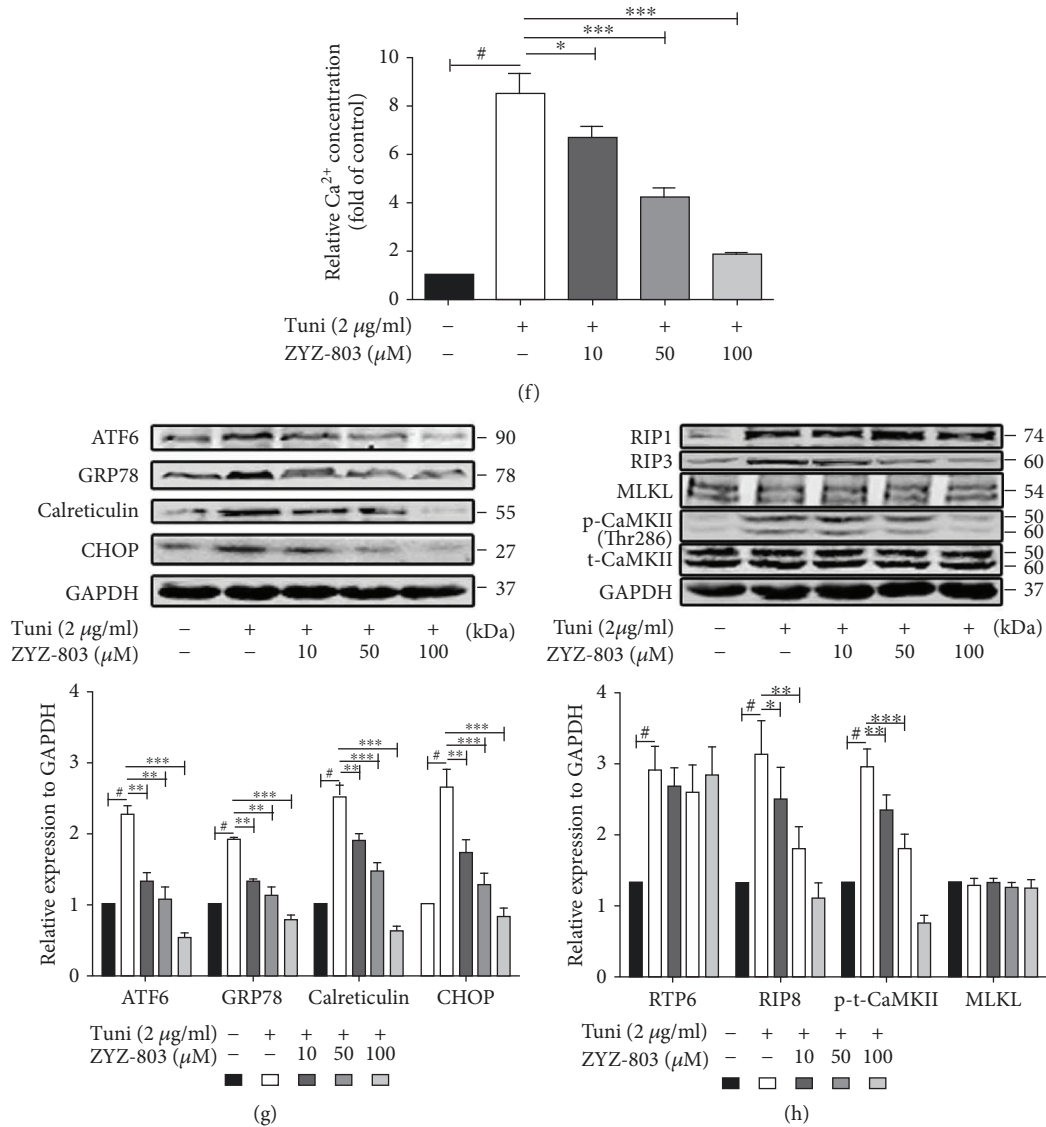 ***
***
*
#
10
8
6
4
2
0
Relative Ca²⁺ concentration
(fold of control)
Tuni (2 μg/ml) − + + + +
ZYZ-803 (μM) − − 10 50 100
(f)
ATF6 90
GRP78 78
Calreticulin 55
CHOP 27
GAPDH 37
Tuni (2 μg/ml) − + + + + (kDa)
ZYZ-803 (μM) − − 10 50 100
RIP1 74
RIP3 60
MLKL 54
p-CaMKII 50
(Thr286) 60
t-CaMKII 50
60
GAPDH 37
Tuni (2μg/ml) − + + + + (kDa)
ZYZ-803 (μM) − − 10 50 100
Relative expression to GAPDH
4
3
2
1
0
# ** ** ***
# ** ** ***
# ** *** ***
# ** *** ***
ATF6 GRP78 Calreticulin CHOP
Tuni (2 μg/ml) − + + + +
ZYZ-803 (μM) − − 10 50 100
(g)
Relative expression to GAPDH
4
3
2
1
0
#
# * **
# ** ***
RTP6 RIP8 p-t-CaMKII MLKL
Tuni (2 μg/ml) − + + + +
ZYZ-803 (μM) − − 10 50 100
(h)